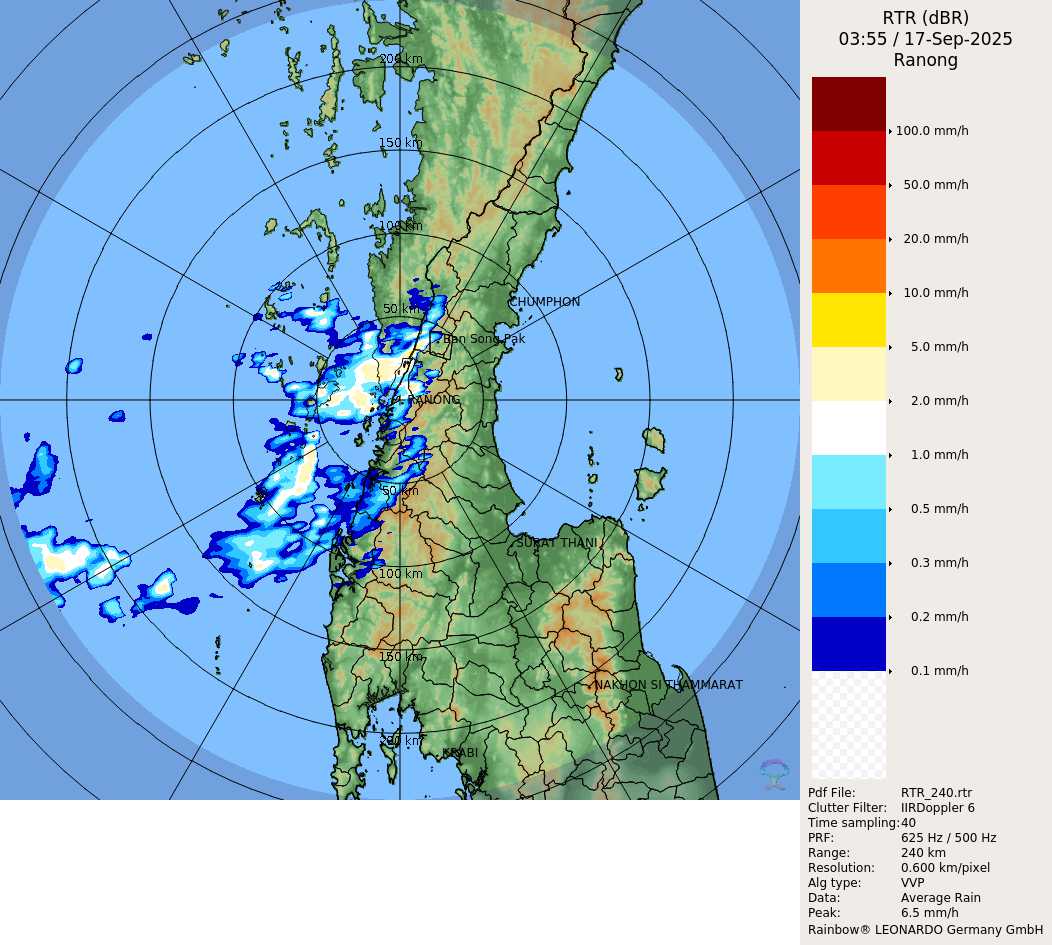 RTR (dBR)
03:55 / 17-Sep-2025
Ranong
200 km
150 km
100 km
50 km
CHUMPHON
Ban Song Pak
RANONG
50 km
SURAT THANI
100 km
150 km
NAKHON SI THAMMARAT
200 km
KRABI
100.0 mm/h
50.0 mm/h
20.0 mm/h
10.0 mm/h
5.0 mm/h
2.0 mm/h
1.0 mm/h
0.5 mm/h
0.3 mm/h
0.2 mm/h
0.1 mm/h
Pdf File: RTR_240.rtr
Clutter Filter: IIRDoppler 6
Time sampling:40
PRF: 625 Hz / 500 Hz
Range: 240 km
Resolution: 0.600 km/pixel
Alg type: VVP
Data: Average Rain
Peak: 6.5 mm/h
Rainbow® LEONARDO Germany GmbH